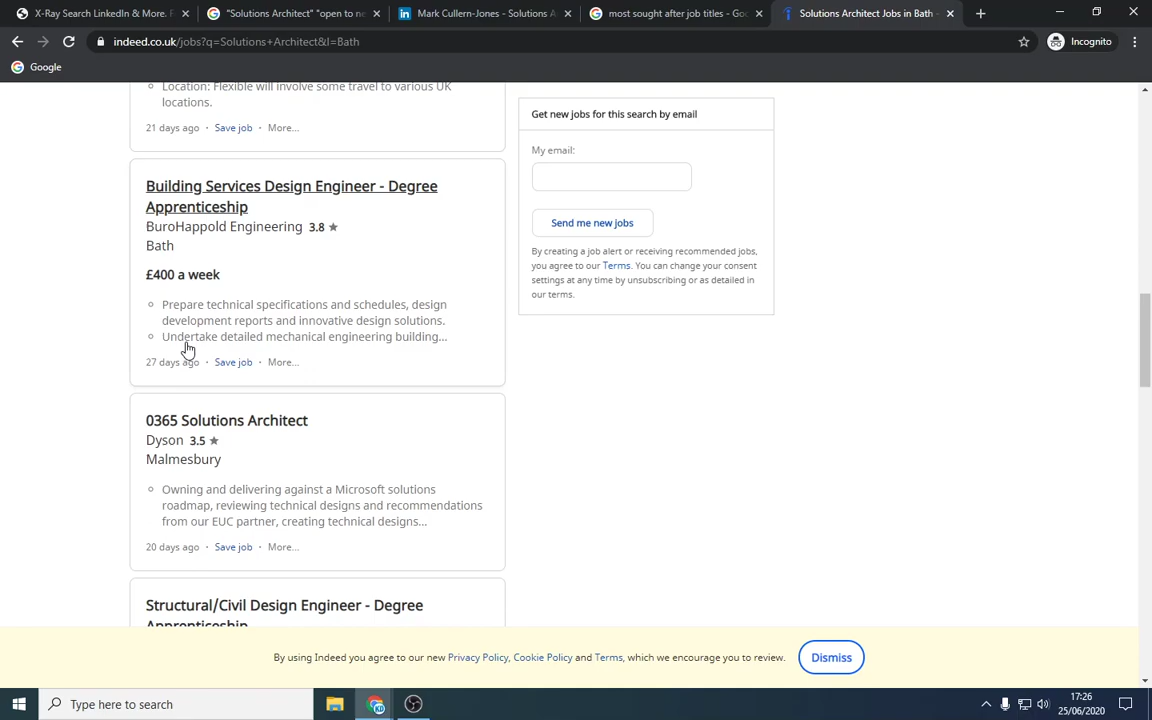 X-Ray Search LinkedIn & More. F
"Solutions Architect" "open to ne
Mark Cullern-Jones - Solutions A
most sought after job titles - Goo
Solutions Architect Jobs in Bath -
indeed.co.uk/jobs?q=Solutions+Architect&l=Bath
Incognito
Google
Location: Flexible will involve some travel to various UK
locations.
21 days ago · Save job · More...
Building Services Design Engineer - Degree
Apprenticeship
BuroHappold Engineering 3.8
Bath
£400 a week
Prepare technical specifications and schedules, design
development reports and innovative design solutions.
Undertake detailed mechanical engineering building...
27 days ago · Save job · More...
0365 Solutions Architect
Dyson 3.5
Malmesbury
Owning and delivering against a Microsoft solutions
roadmap, reviewing technical designs and recommendations
from our EUC partner, creating technical designs...
20 days ago · Save job · More...
Structural/Civil Design Engineer - Degree
Apprenticeship
Get new jobs for this search by email
My email:
Send me new jobs
By creating a job alert or receiving recommended jobs,
you agree to our Terms. You can change your consent
settings at any time by unsubscribing or as detailed in
our terms.
By using Indeed you agree to our new Privacy Policy, Cookie Policy and Terms, which we encourage you to review.
Dismiss
Type here to search
17:26
25/06/2020